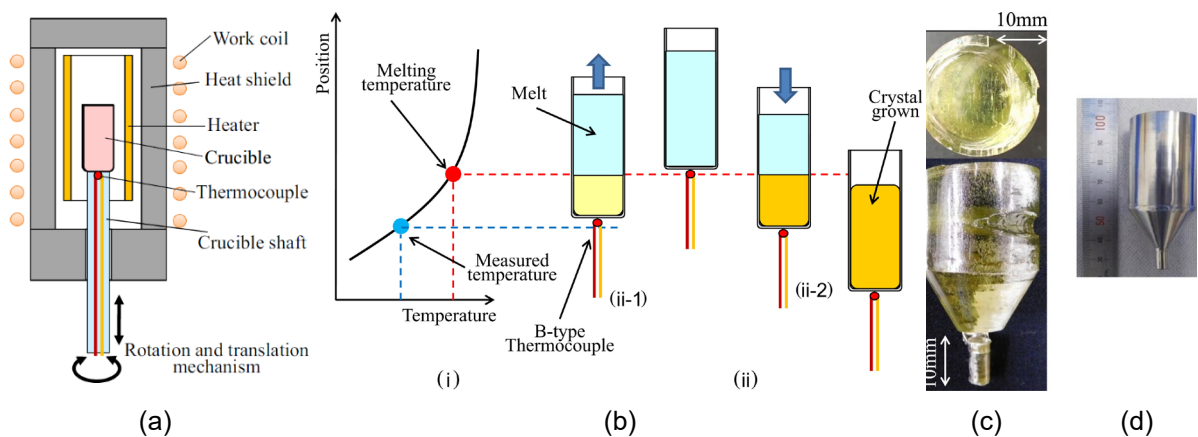 Work coil
Heat shield
Heater
Crucible
Thermocouple
Crucible shaft
Rotation and translation
mechanism
(a)
Position
Melting
temperature
Measured
temperature
Temperature
(i)
Melt
(ii-1)
B-type
Thermocouple
(ii-2)
Crystal
grown
(ii)
(b)
10mm
10mm
(c)
100
50
(d)